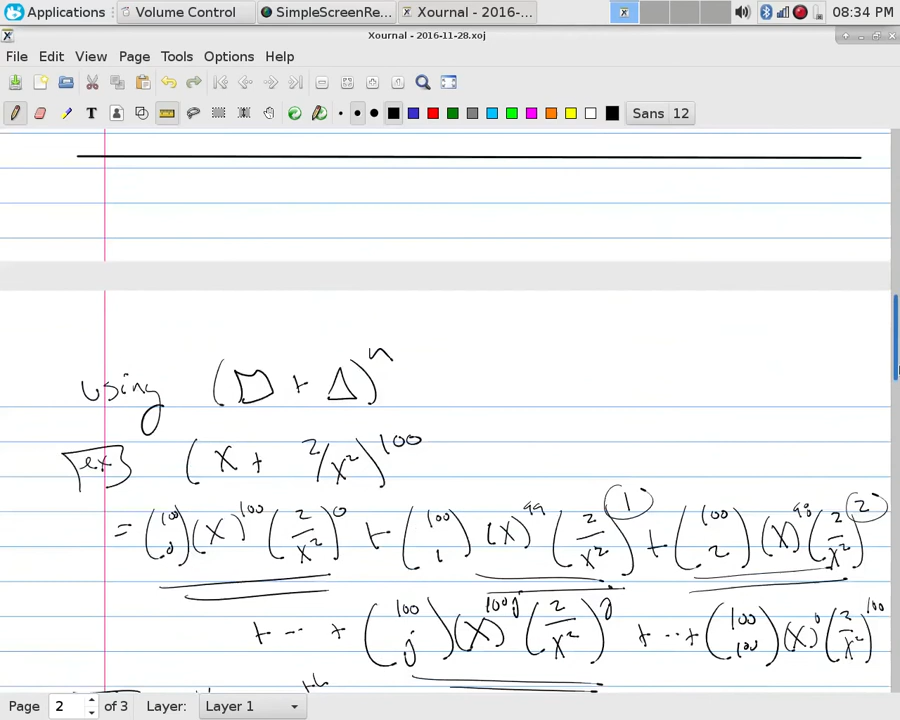 Applications Volume Control SimpleScreenRe... Xournal - 2016-... 08:34 PM
Xournal - 2016-11-28.xoj
File Edit View Page Tools Options Help
Sans 12
using (□ + Δ)^n
ex (X + 2/X²)^100
= (100 0)(X)^100 (2/X²)^0 + (100 1)(X)^99 (2/X²)^1 + (100 2)(X)^98 (2/X²)^2
+ ... + (100 j)(X)^100-j (2/X²)^j + ... + (100 100)(X)^0 (2/X²)^100
Page 2 of 3 Layer: Layer 1